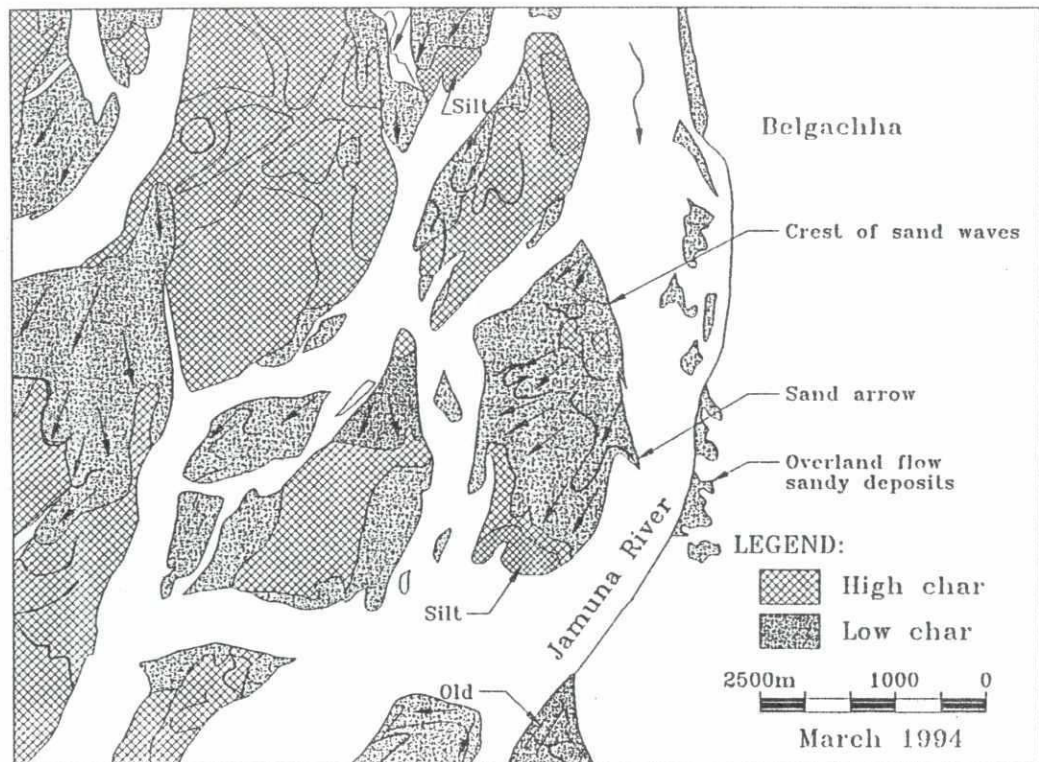 Silt
Belgachha
Crest of sand waves
Sand arrow
Overland flow
sandy deposits
Jamuna River
LEGEND:
High char
Low char
Silt
Old
2500m 1000 0
March 1994